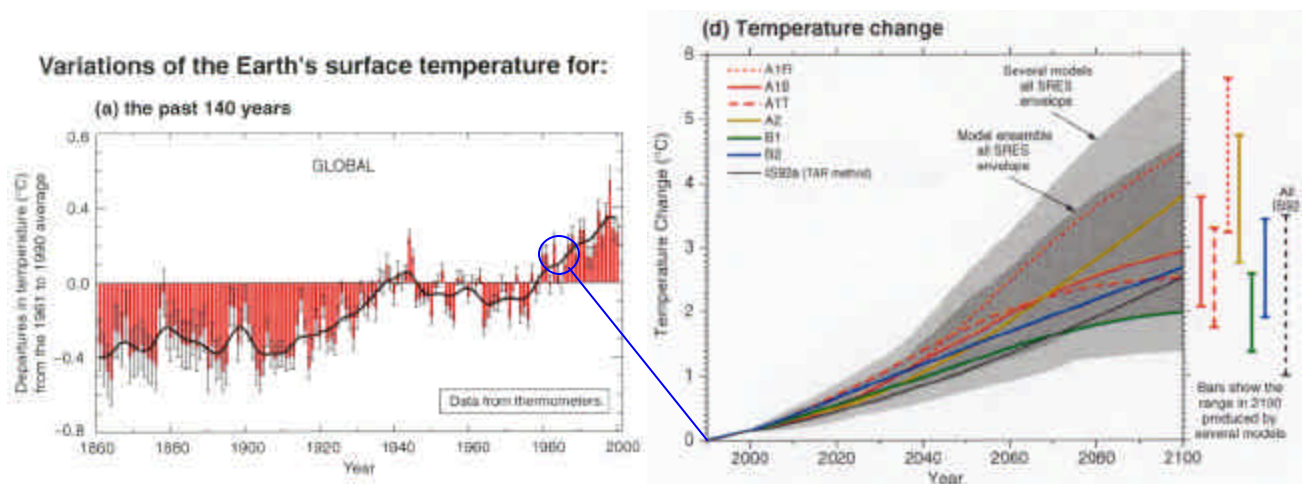 Variations of the Earth's surface temperature for:
(a) the past 140 years
Departures in temperature (°C)
from the 1961 to 1990 average
0.6
0.4
0.0
-0.4
-0.8
GLOBAL
Data from thermometers.
1860
1880
1900
1920
1940
1960
1980
2000
Year
(d) Temperature change
Temperature Change (°C)
6
5
4
3
2
1
0
A1FI
A1B
A1T
A2
B1
B2
IS92a (TAR method)
Several models
all SRES
envelope
Model ensemble
all SRES
envelope
All
IS92
Bars show the
range in 2100
produced by
several models
2000
2020
2040
2060
2080
2100
Year